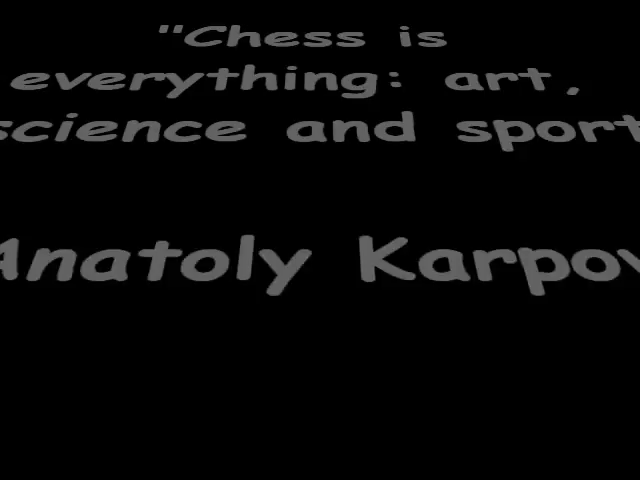 "Chess is
everything: art,
science and sport
Anatoly Karpov